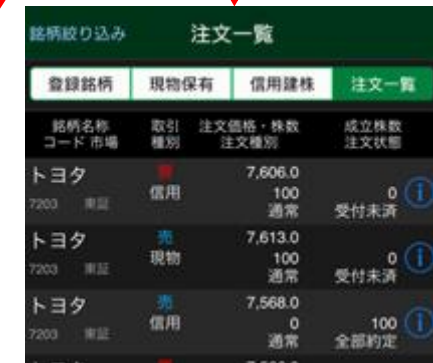 銘柄絞り込み 注文一覧
登録銘柄 現物保有 信用建株 注文一覧
銘柄名称 取引 注文価格・株数 成立株数
コード 市場 種別 注文種別 注文状態
トヨタ 7,606.0
信用 100 0
7203 東証 通常 受付未済
トヨタ 売 7,613.0
現物 100 0
7203 東証 通常 受付未済
トヨタ 売 7,568.0
信用 0 100
7203 東証 通常 全部約定